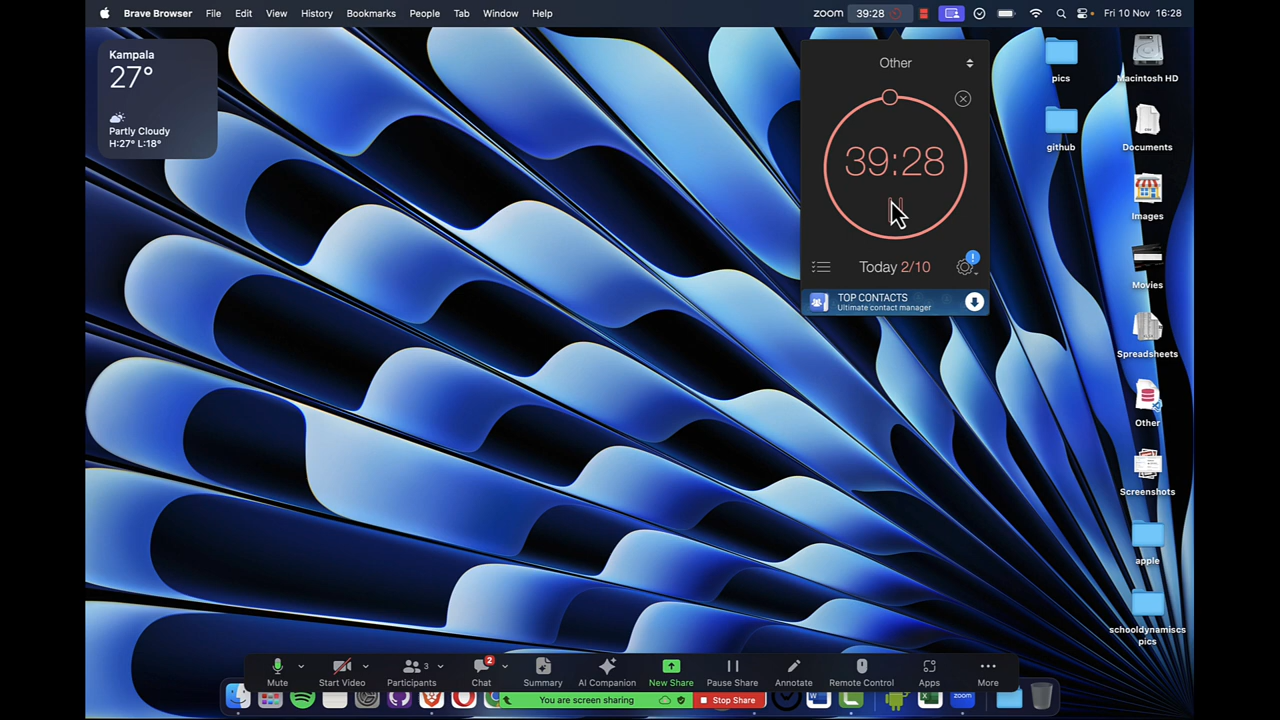 Brave Browser File Edit View History Bookmarks People Tab Window Help zoom 39:28 Fri 10 Nov 16:28
Kampala
27°
Partly Cloudy
H:27° L:18°
Other
39:28
Today 2/10
TOP CONTACTS
Ultimate contact manager
pics
github
Macintosh HD
Documents
Images
Movies
Spreadsheets
Other
Screenshots
apple
schooldynamiscs
pics
Mute Start Video Participants 3 Chat 2 Summary AI Companion New Share Pause Share Annotate Remote Control Apps More
You are screen sharing Stop Share
zoom